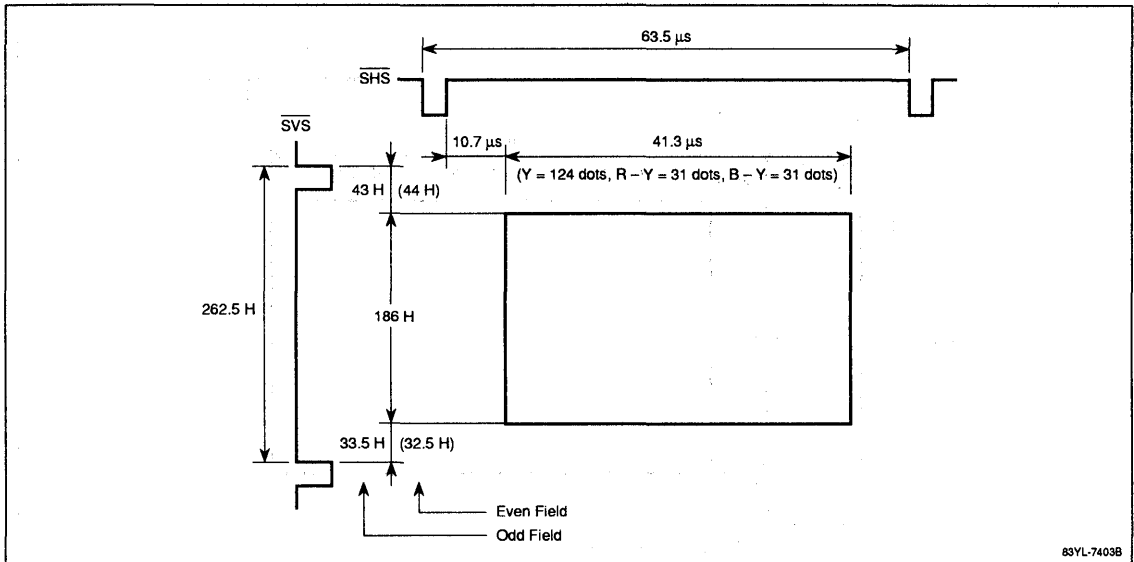 63.5 μs
SHS
SVS
10.7 μs
41.3 μs
(Y = 124 dots, R – Y = 31 dots, B – Y = 31 dots)
43 H (44 H)
262.5 H
186 H
33.5 H (32.5 H)
Even Field
Odd Field
83YL-7403B